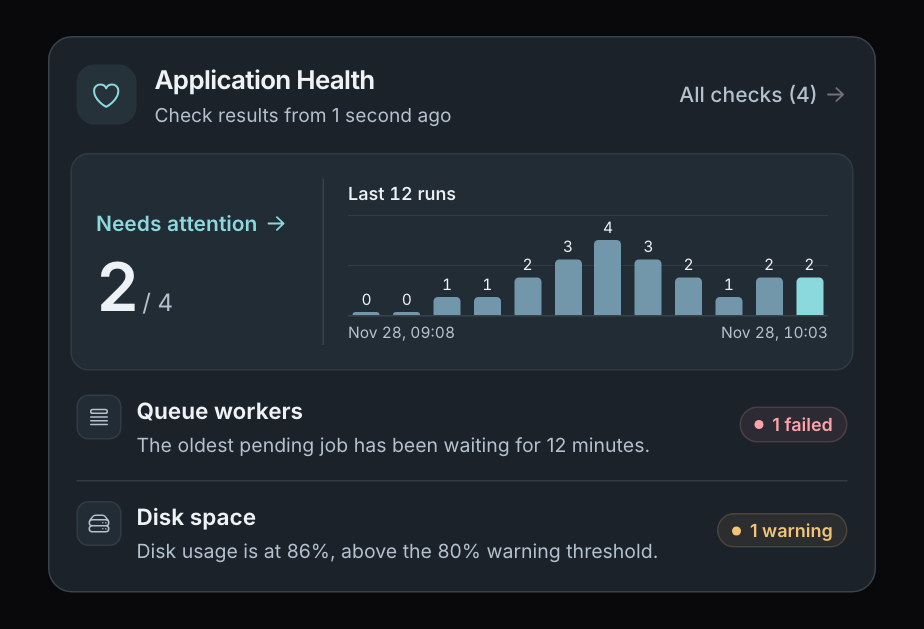 Application Health
Check results from 1 second ago
All checks (4) →
Needs attention →
2 / 4
Last 12 runs
0 0 1 1 2 3 4 3 2 1 2 2
Nov 28, 09:08 Nov 28, 10:03
Queue workers
The oldest pending job has been waiting for 12 minutes.
1 failed
Disk space
Disk usage is at 86%, above the 80% warning threshold.
1 warning